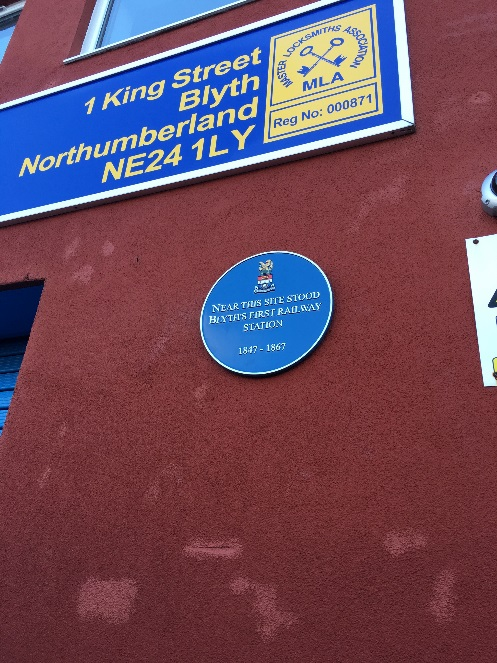 1 King Street
Blyth
Northumberland
NE24 1LY
MASTER LOCKSMITHS ASSOCIATION
MLA
Reg No: 000871
NEAR THIS SITE STOOD
BLYTH'S FIRST RAILWAY
STATION
1847 - 1867